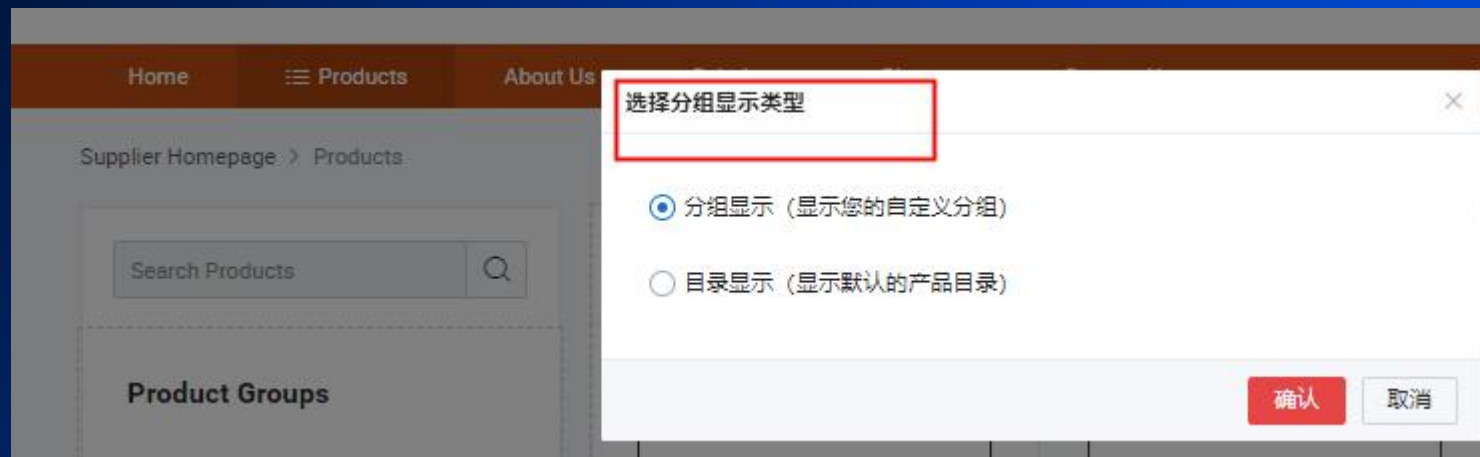 Home
Products
About Us
选择分组显示类型
Supplier Homepage > Products
分组显示（显示您的自定义分组）
Search Products
目录显示（显示默认的产品目录）
Product Groups
确认
取消